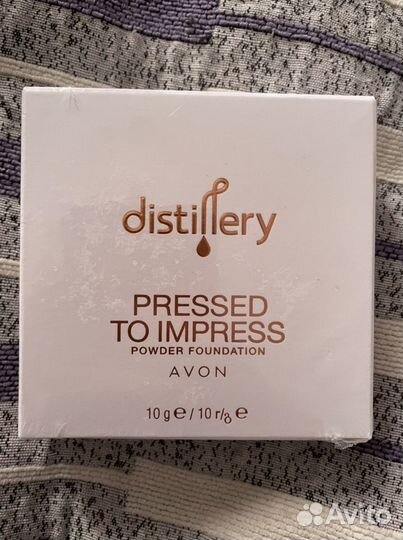 distillery
PRESSED
TO IMPRESS
POWDER FOUNDATION
AVON
10 g e / 10 г/g e
Avito